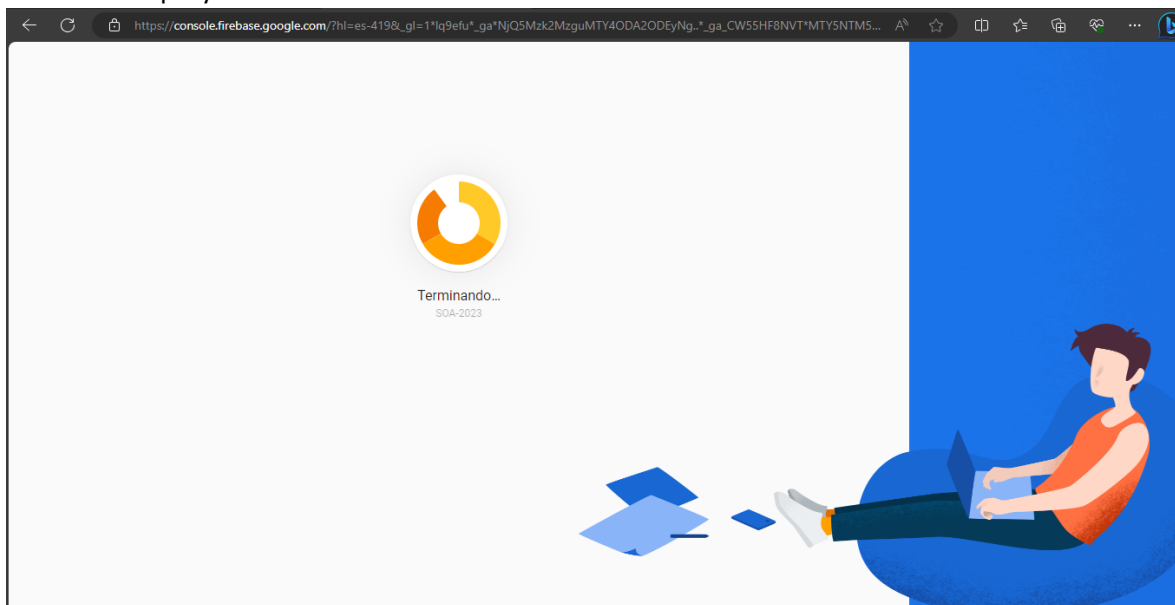 https://console.firebase.google.com/?hl=es-419&_gl=1*lq9efu*_ga*NjQ5Mzk2MzguMTY4ODA2ODEyNg..*_ga_CW55HF8NVT*MTY5NTM5...
Terminando...
SOA-2023